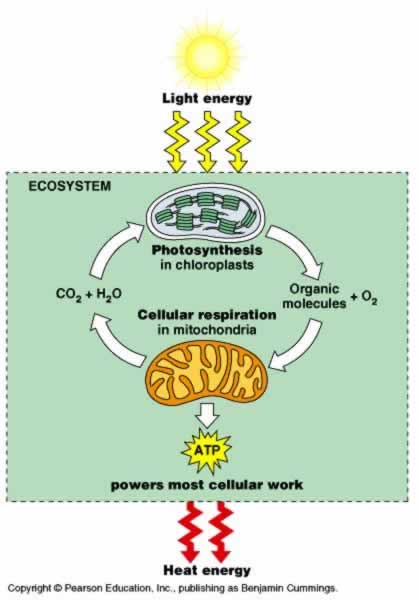 Light energy
ECOSYSTEM
Photosynthesis
in chloroplasts
CO₂ + H₂O
Organic
molecules + O₂
Cellular respiration
in mitochondria
ATP
powers most cellular work
Heat energy
Copyright © Pearson Education, Inc., publishing as Benjamin Cummings.